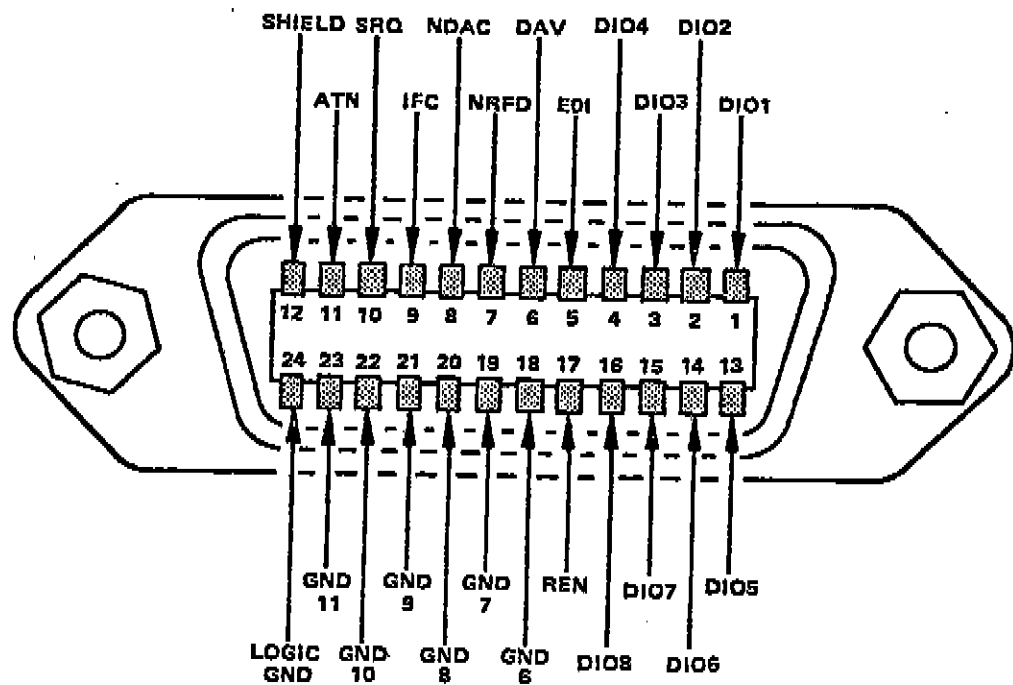 SHIELD SRQ NDAC DAV DIO4 DIO2
ATN IFC NRFD EOI DIO3 DIO1
12 11 10 9 8 7 6 5 4 3 2 1
24 23 22 21 20 19 18 17 16 15 14 13
GND 11 GND 9 GND 7 REN DIO7 DIO5
LOGIC GND GND 10 GND 8 GND 6 DIO8 DIO6